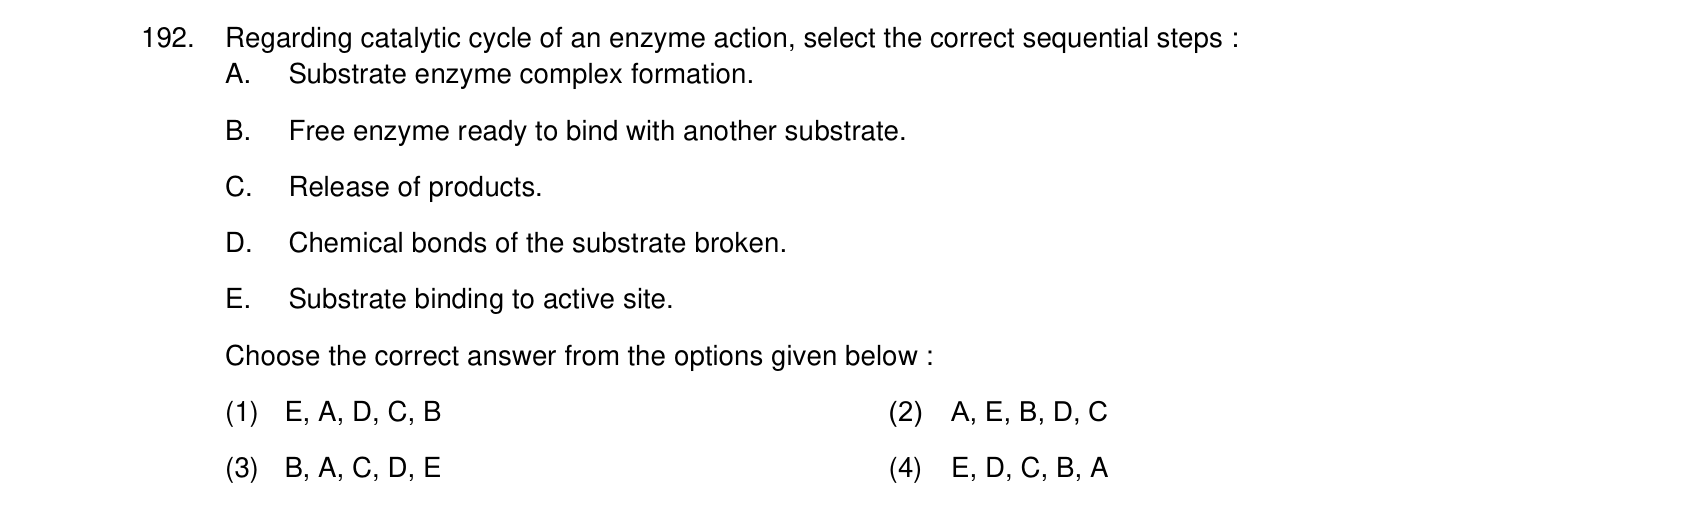 192. Regarding catalytic cycle of an enzyme action, select the correct sequential steps :
A. Substrate enzyme complex formation.
B. Free enzyme ready to bind with another substrate.
C. Release of products.
D. Chemical bonds of the substrate broken.
E. Substrate binding to active site.
Choose the correct answer from the options given below :
(1) E, A, D, C, B (2) A, E, B, D, C
(3) B, A, C, D, E (4) E, D, C, B, A